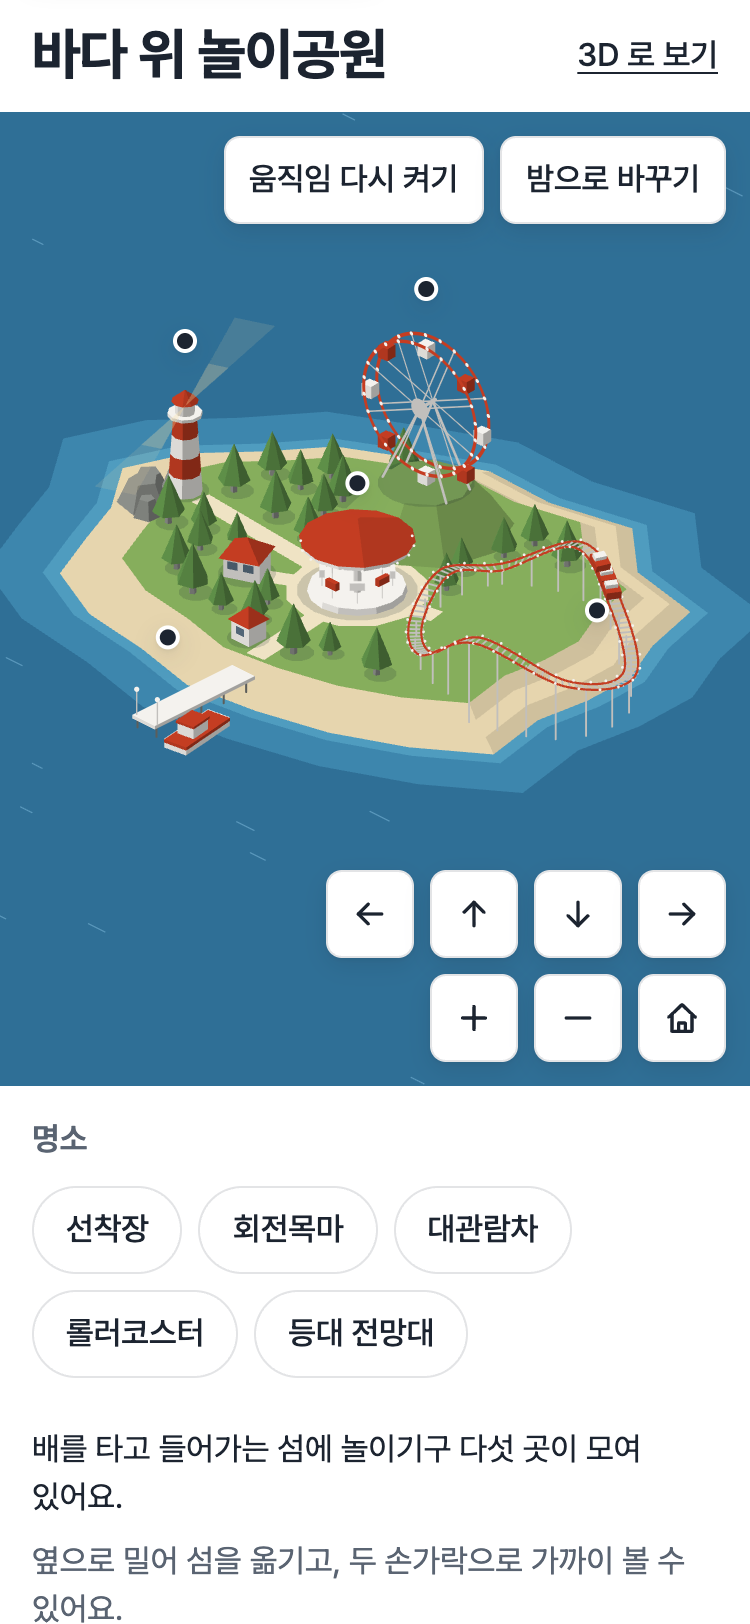 바다 위 놀이공원
3D 로 보기
움직임 다시 켜기
밤으로 바꾸기
명소
선착장
회전목마
대관람차
롤러코스터
등대 전망대
배를 타고 들어가는 섬에 놀이기구 다섯 곳이 모여
있어요.
옆으로 밀어 섬을 옮기고, 두 손가락으로 가까이 볼 수
있어요.